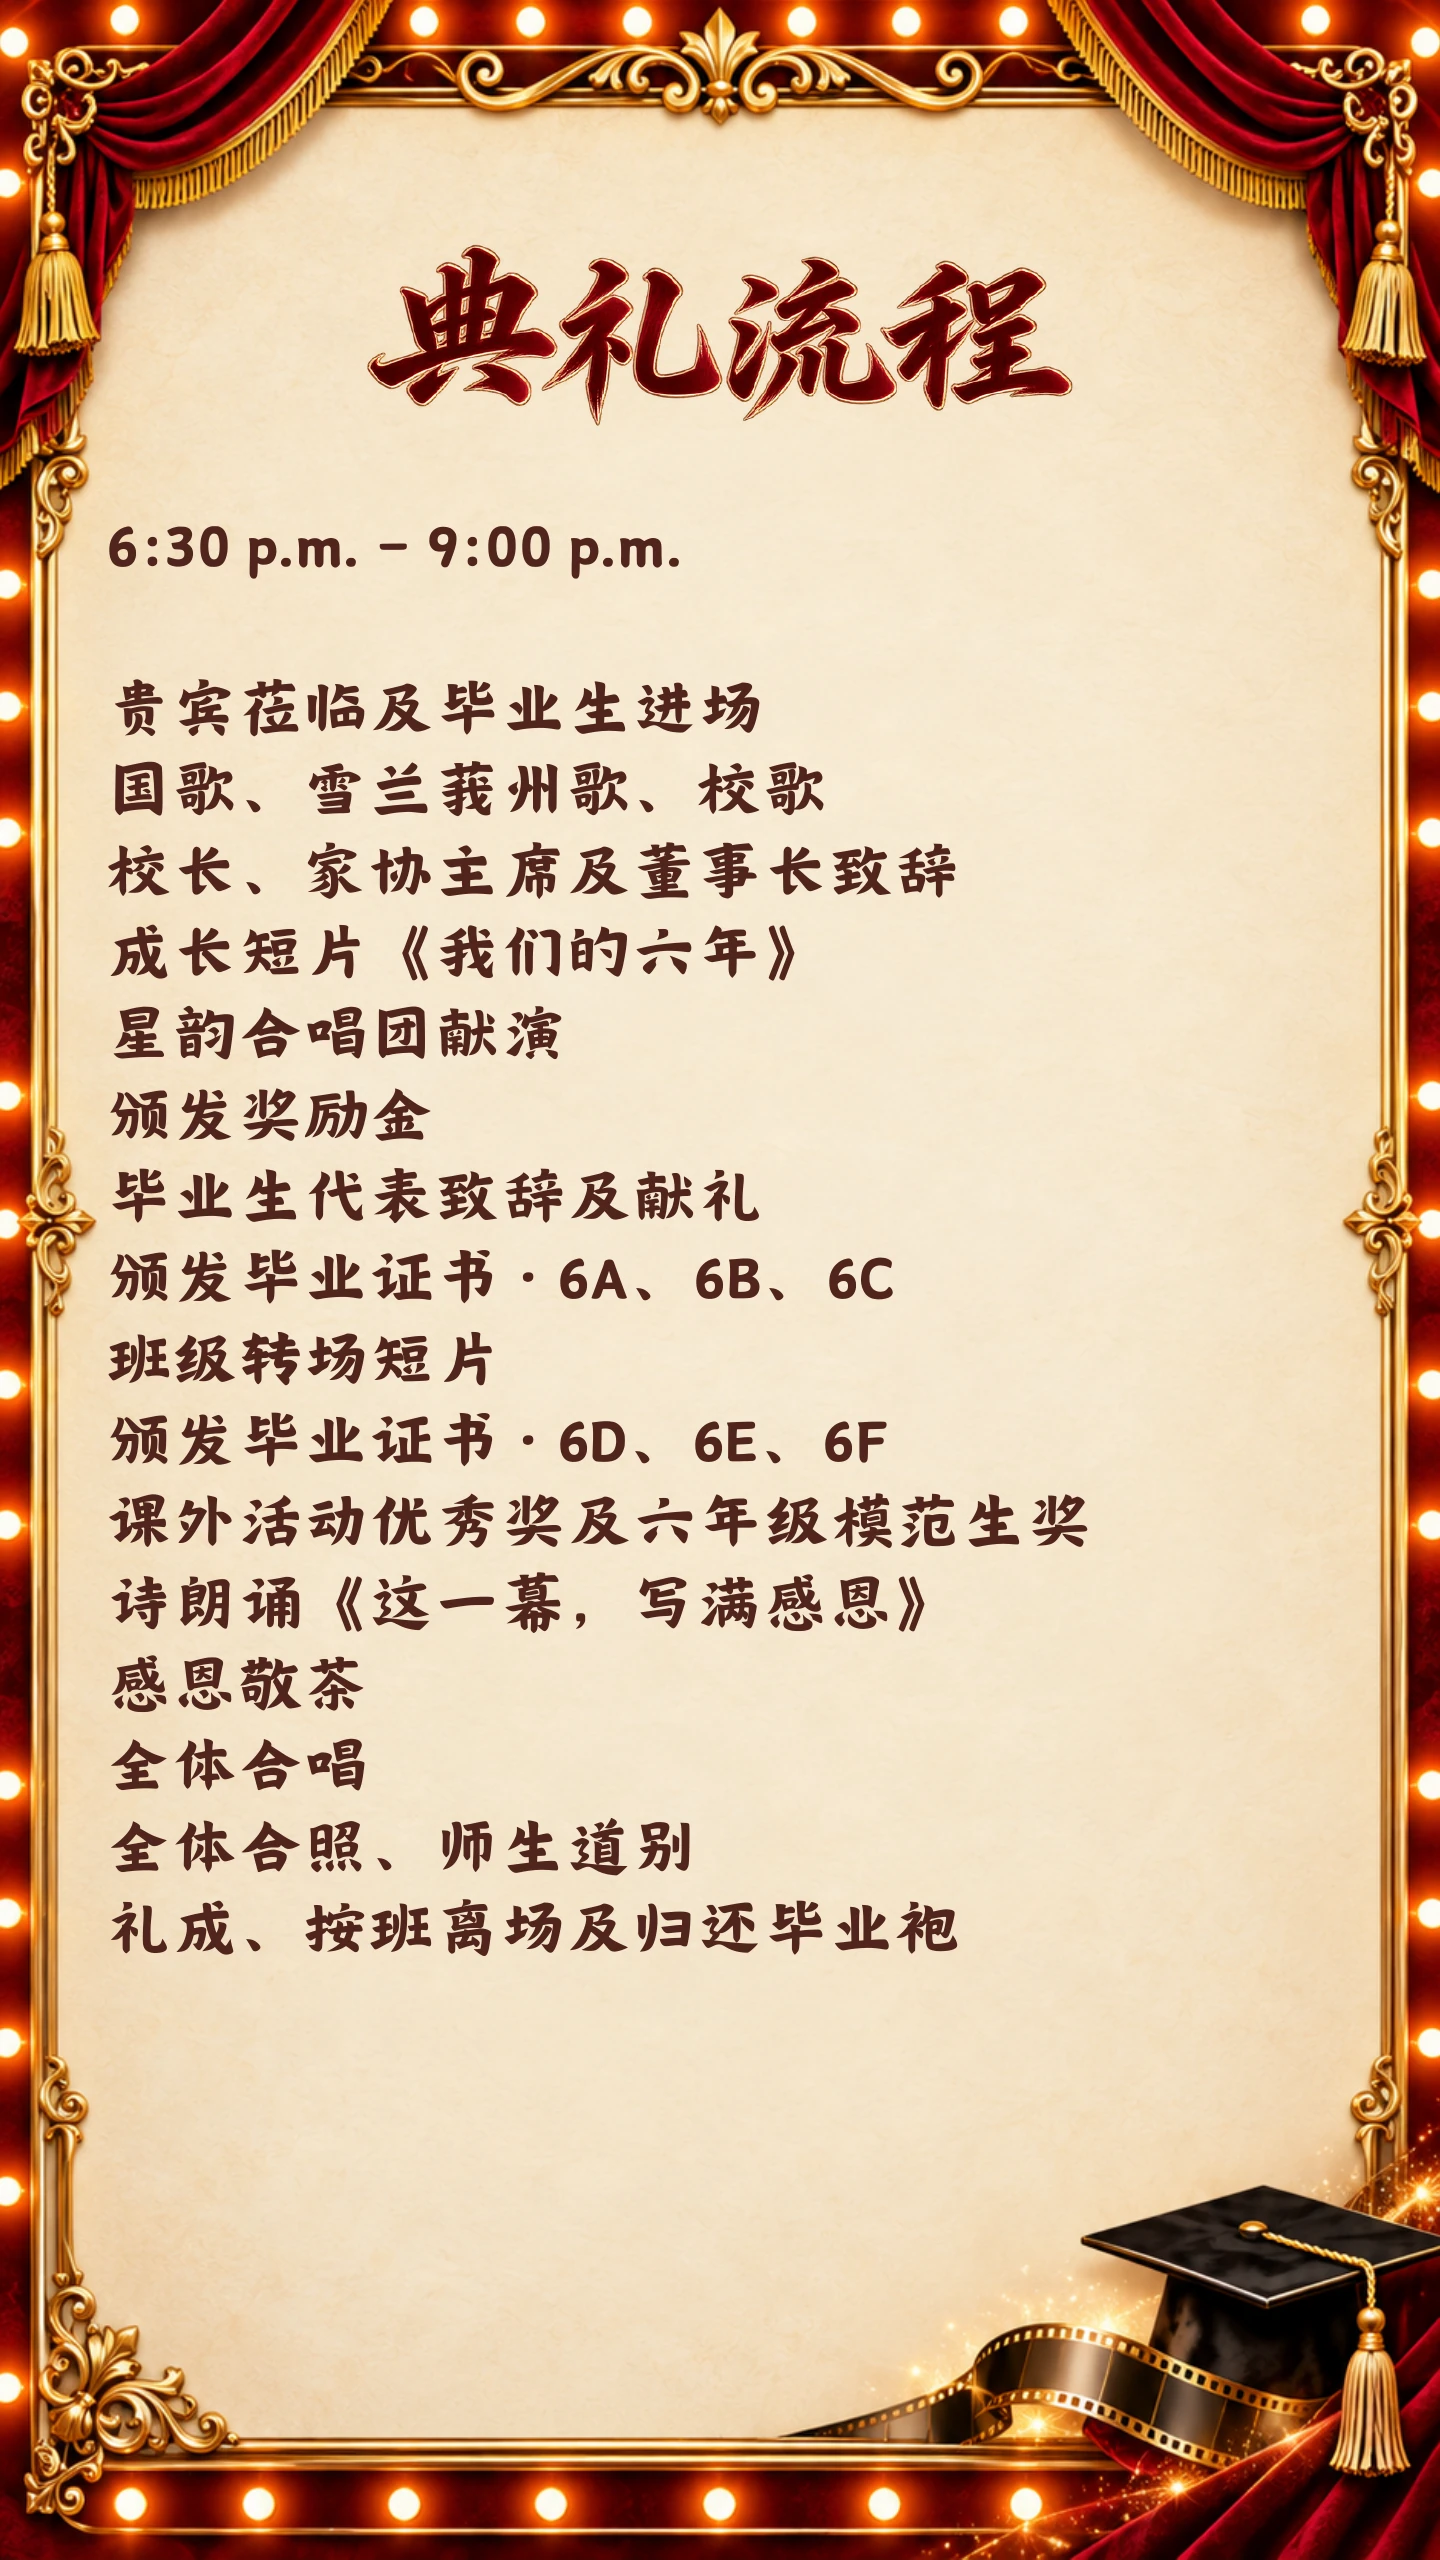 典礼流程
6:30 p.m. – 9:00 p.m.
贵宾莅临及毕业生进场
国歌、雪兰莪州歌、校歌
校长、家协主席及董事长致辞
成长短片《我们的六年》
星韵合唱团献演
颁发奖励金
毕业生代表致辞及献礼
颁发毕业证书 · 6A、6B、6C
班级转场短片
颁发毕业证书 · 6D、6E、6F
课外活动优秀奖及六年级模范生奖
诗朗诵《这一幕，写满感恩》
感恩敬茶
全体合唱
全体合照、师生道别
礼成、按班离场及归还毕业袍